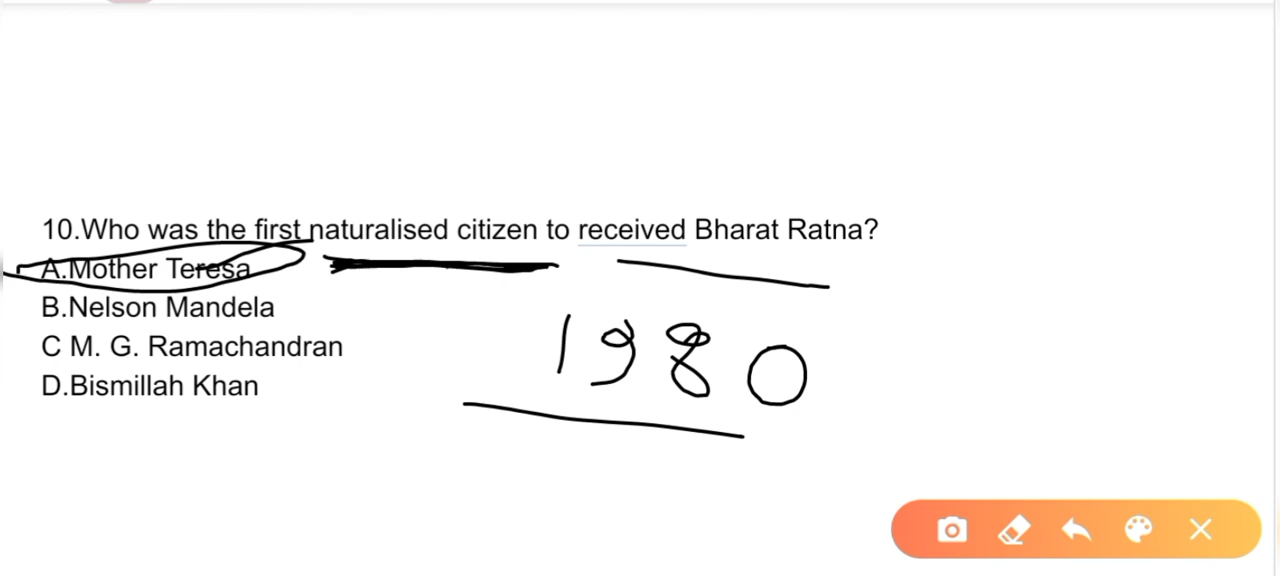 10.Who was the first naturalised citizen to received Bharat Ratna?
A.Mother Teresa
B.Nelson Mandela
C M. G. Ramachandran
D.Bismillah Khan
1980